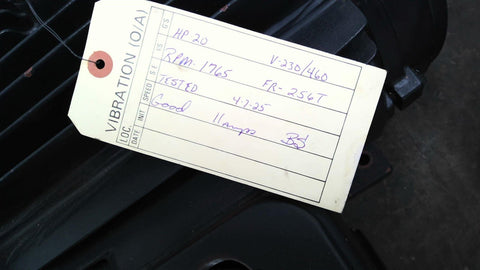 VIBRATION (O/A)
LOC.
DATE INIT SPEED S.E. I.S. G.S.
HP 20 V-230/460
RPM 1765 FR-256T
TESTED 4-7-25
Good 11amps